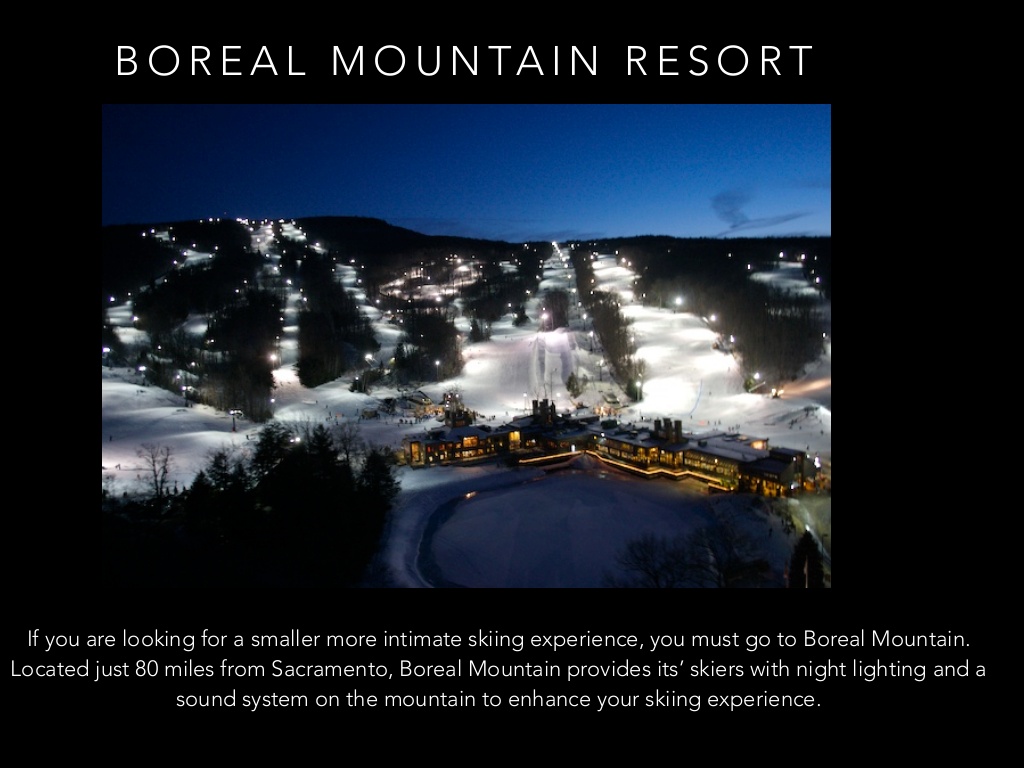 BOREAL MOUNTAIN RESORT
If you are looking for a smaller more intimate skiing experience, you must go to Boreal Mountain.
Located just 80 miles from Sacramento, Boreal Mountain provides its’ skiers with night lighting and a
sound system on the mountain to enhance your skiing experience.